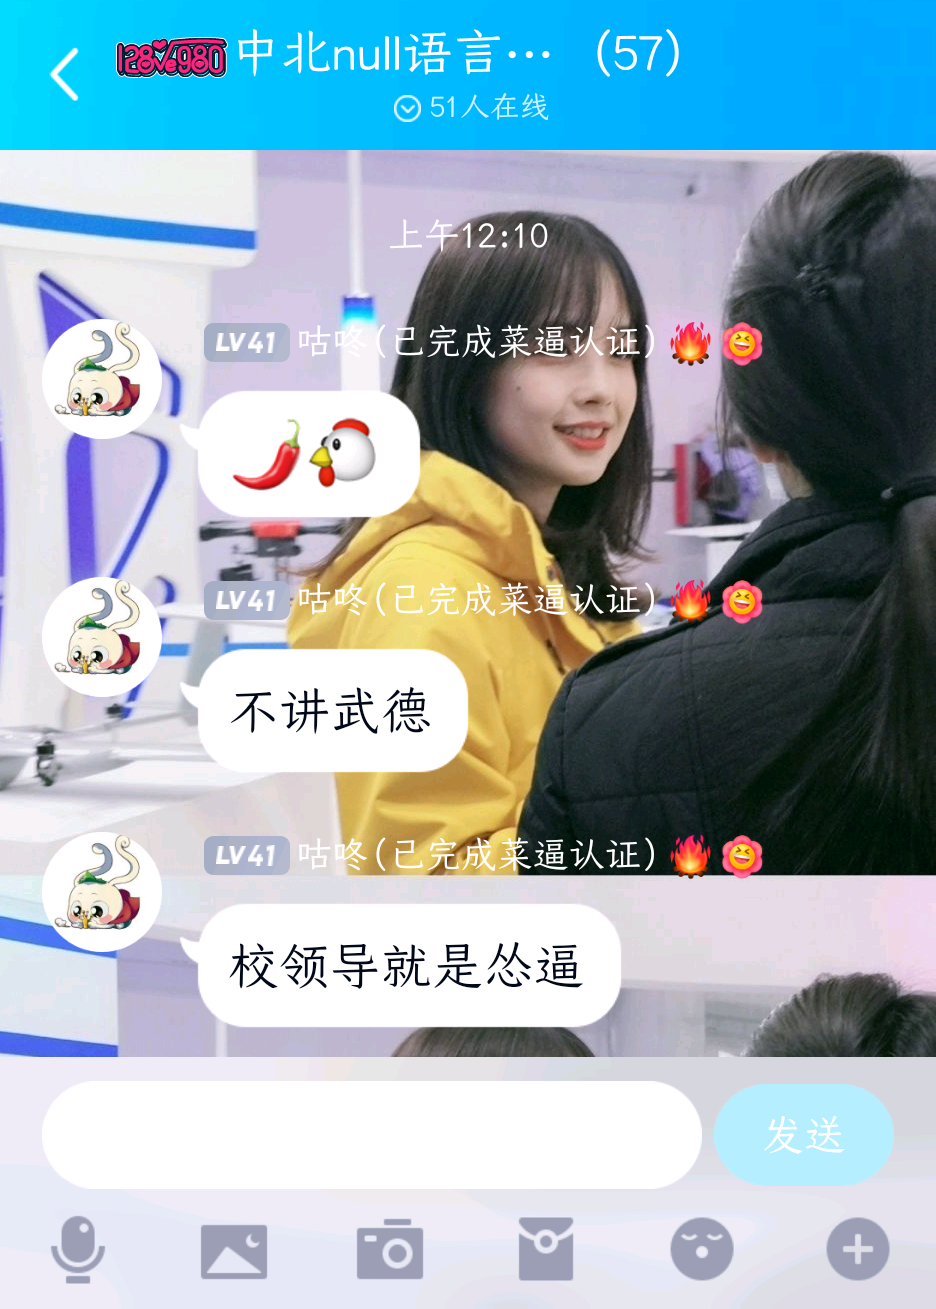 128√e980 中北null语言… (57)
51人在线
上午12:10
LV41 咕咚(已完成菜逼认证)🔥
🌶🐔
LV41 咕咚(已完成菜逼认证)🔥
不讲武德
LV41 咕咚(已完成菜逼认证)🔥
校领导就是怂逼
发送